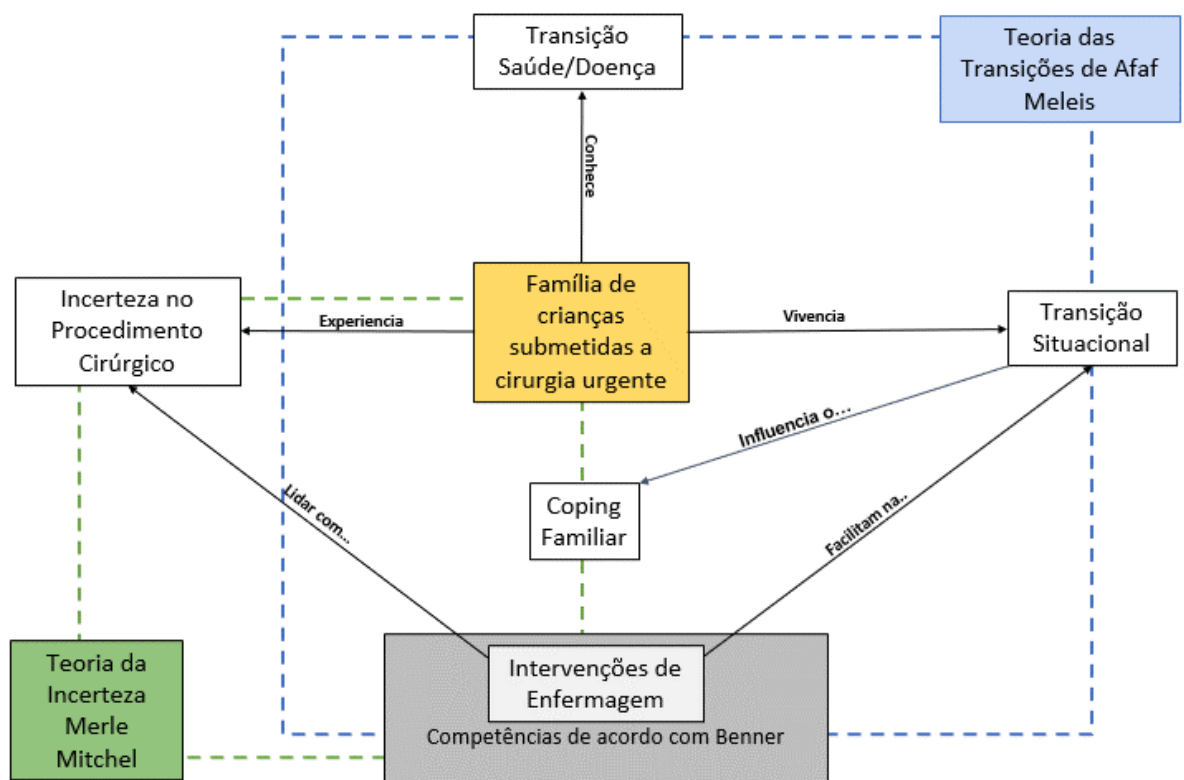 Transição
Saúde/Doença
Teoria das
Transições de Afaf
Meleis
Conhece
Incerteza no
Procedimento
Cirúrgico
Experiencia
Família de
crianças
submetidas a
cirurgia urgente
Vivencia
Transição
Situacional
Influencia o...
Coping
Familiar
Lidar com...
Facilitam na..
Teoria da
Incerteza
Merle
Mitchel
Intervenções de
Enfermagem
Competências de acordo com Benner